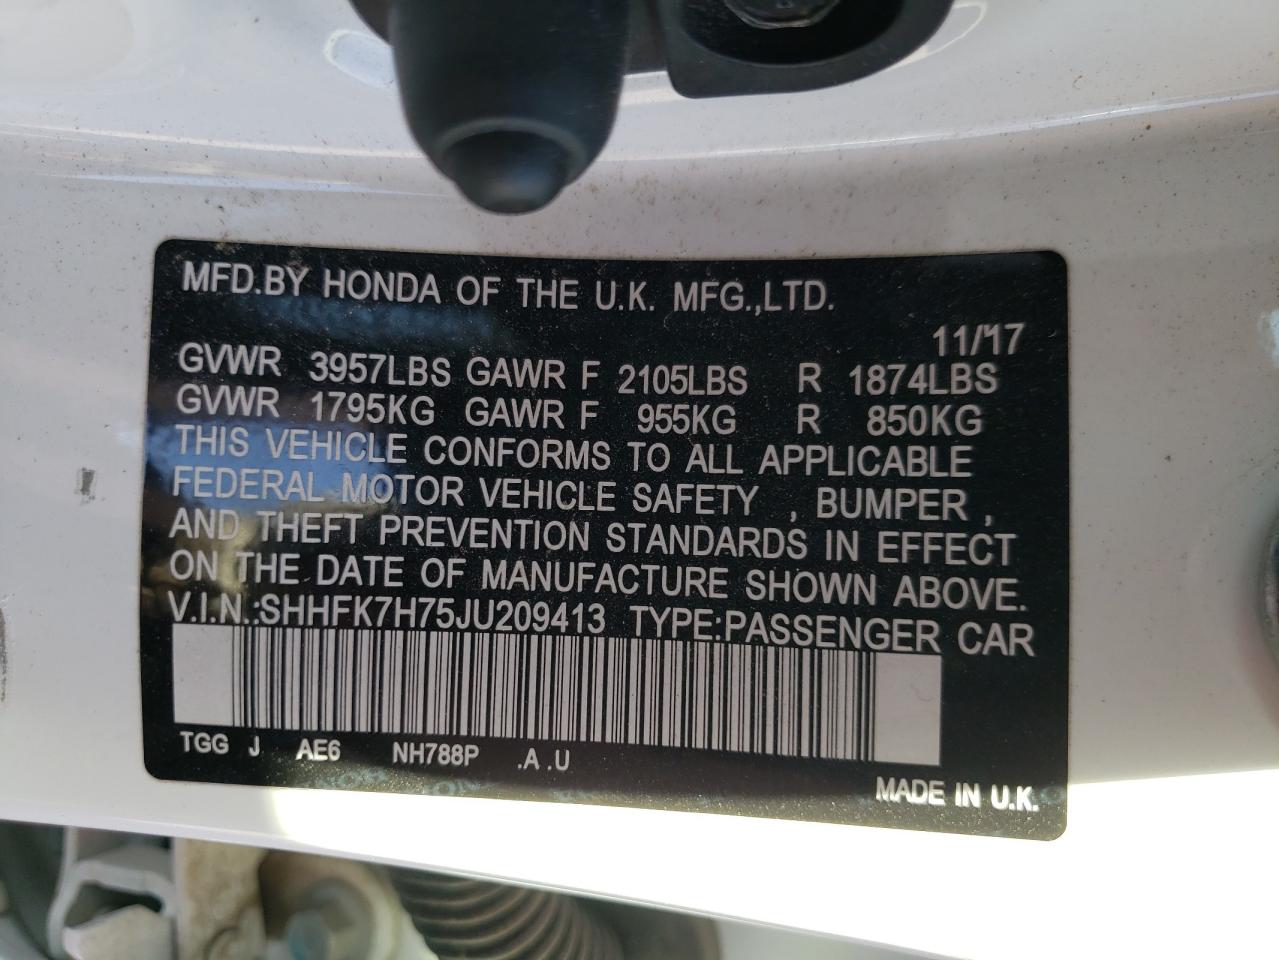 MFD.BY HONDA OF THE U.K. MFG.,LTD.
11/'17
GVWR 3957LBS GAWR F 2105LBS R 1874LBS
GVWR 1795KG GAWR F 955KG R 850KG
THIS VEHICLE CONFORMS TO ALL APPLICABLE
FEDERAL MOTOR VEHICLE SAFETY , BUMPER ,
AND THEFT PREVENTION STANDARDS IN EFFECT
ON THE DATE OF MANUFACTURE SHOWN ABOVE.
V.I.N.:SHHFK7H75JU209413 TYPE:PASSENGER CAR
TGG J AE6 NH788P .A .U
MADE IN U.K.